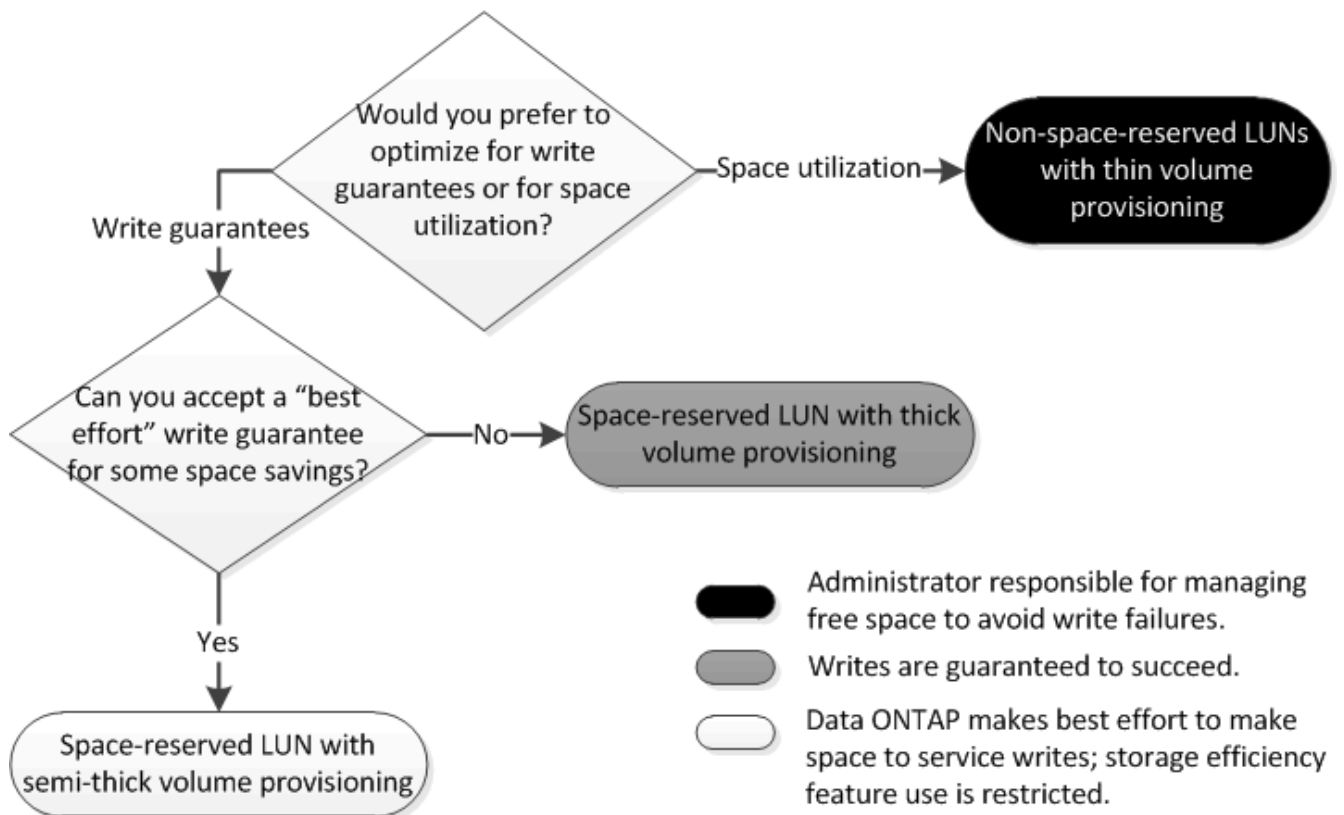 Would you prefer to
optimize for write
guarantees or for space
utilization?
Space utilization
Non-space-reserved LUNs
with thin volume
provisioning
Write guarantees
Can you accept a “best
effort” write guarantee
for some space savings?
No
Space-reserved LUN with thick
volume provisioning
Yes
Space-reserved LUN with
semi-thick volume provisioning
Administrator responsible for managing
free space to avoid write failures.
Writes are guaranteed to succeed.
Data ONTAP makes best effort to make
space to service writes; storage efficiency
feature use is restricted.